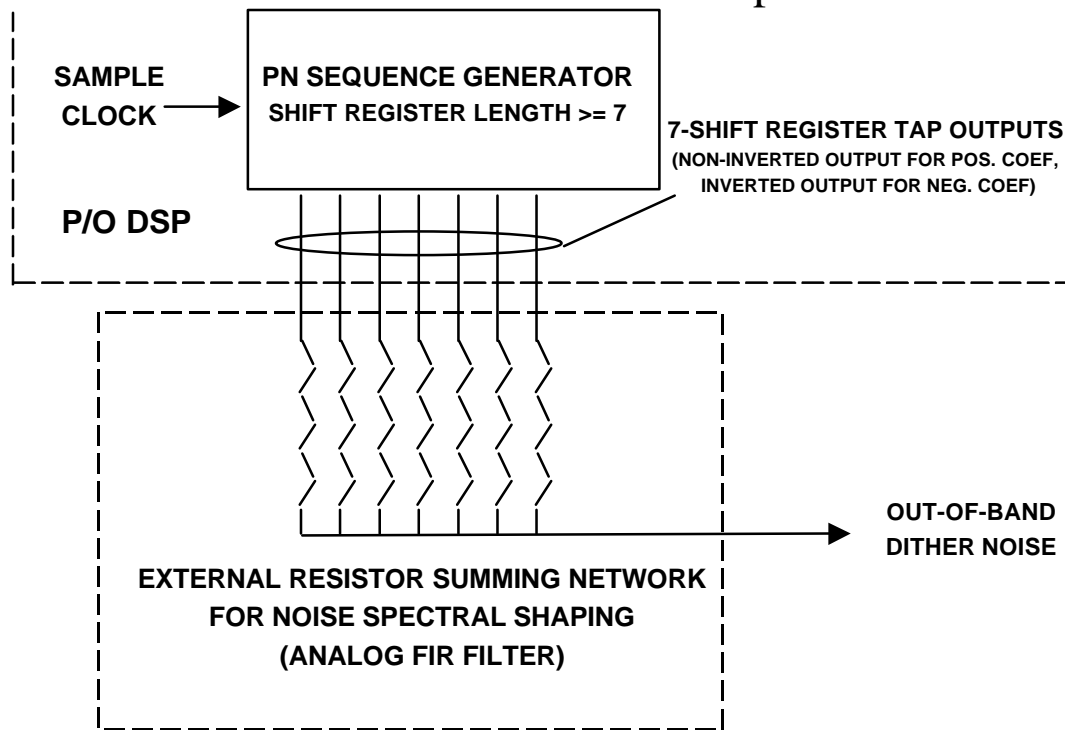 SAMPLE
CLOCK
PN SEQUENCE GENERATOR
SHIFT REGISTER LENGTH >= 7
7-SHIFT REGISTER TAP OUTPUTS
(NON-INVERTED OUTPUT FOR POS. COEF,
INVERTED OUTPUT FOR NEG. COEF)
P/O DSP
OUT-OF-BAND
DITHER NOISE
EXTERNAL RESISTOR SUMMING NETWORK
FOR NOISE SPECTRAL SHAPING
(ANALOG FIR FILTER)